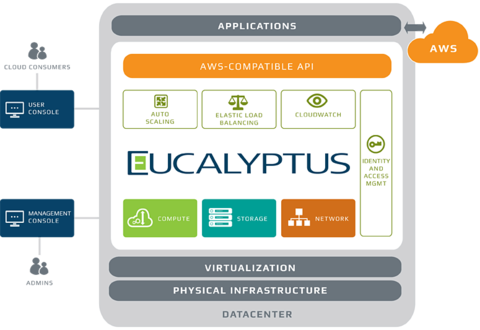 APPLICATIONS
AWS
CLOUD CONSUMERS
AWS-COMPATIBLE API
USER
CONSOLE
AUTO
SCALING
ELASTIC LOAD
BALANCING
CLOUDWATCH
EUCALYPTUS
IDENTITY
AND
ACCESS
MGMT
MANAGEMENT
CONSOLE
COMPUTE
STORAGE
NETWORK
ADMINS
VIRTUALIZATION
PHYSICAL INFRASTRUCTURE
DATACENTER